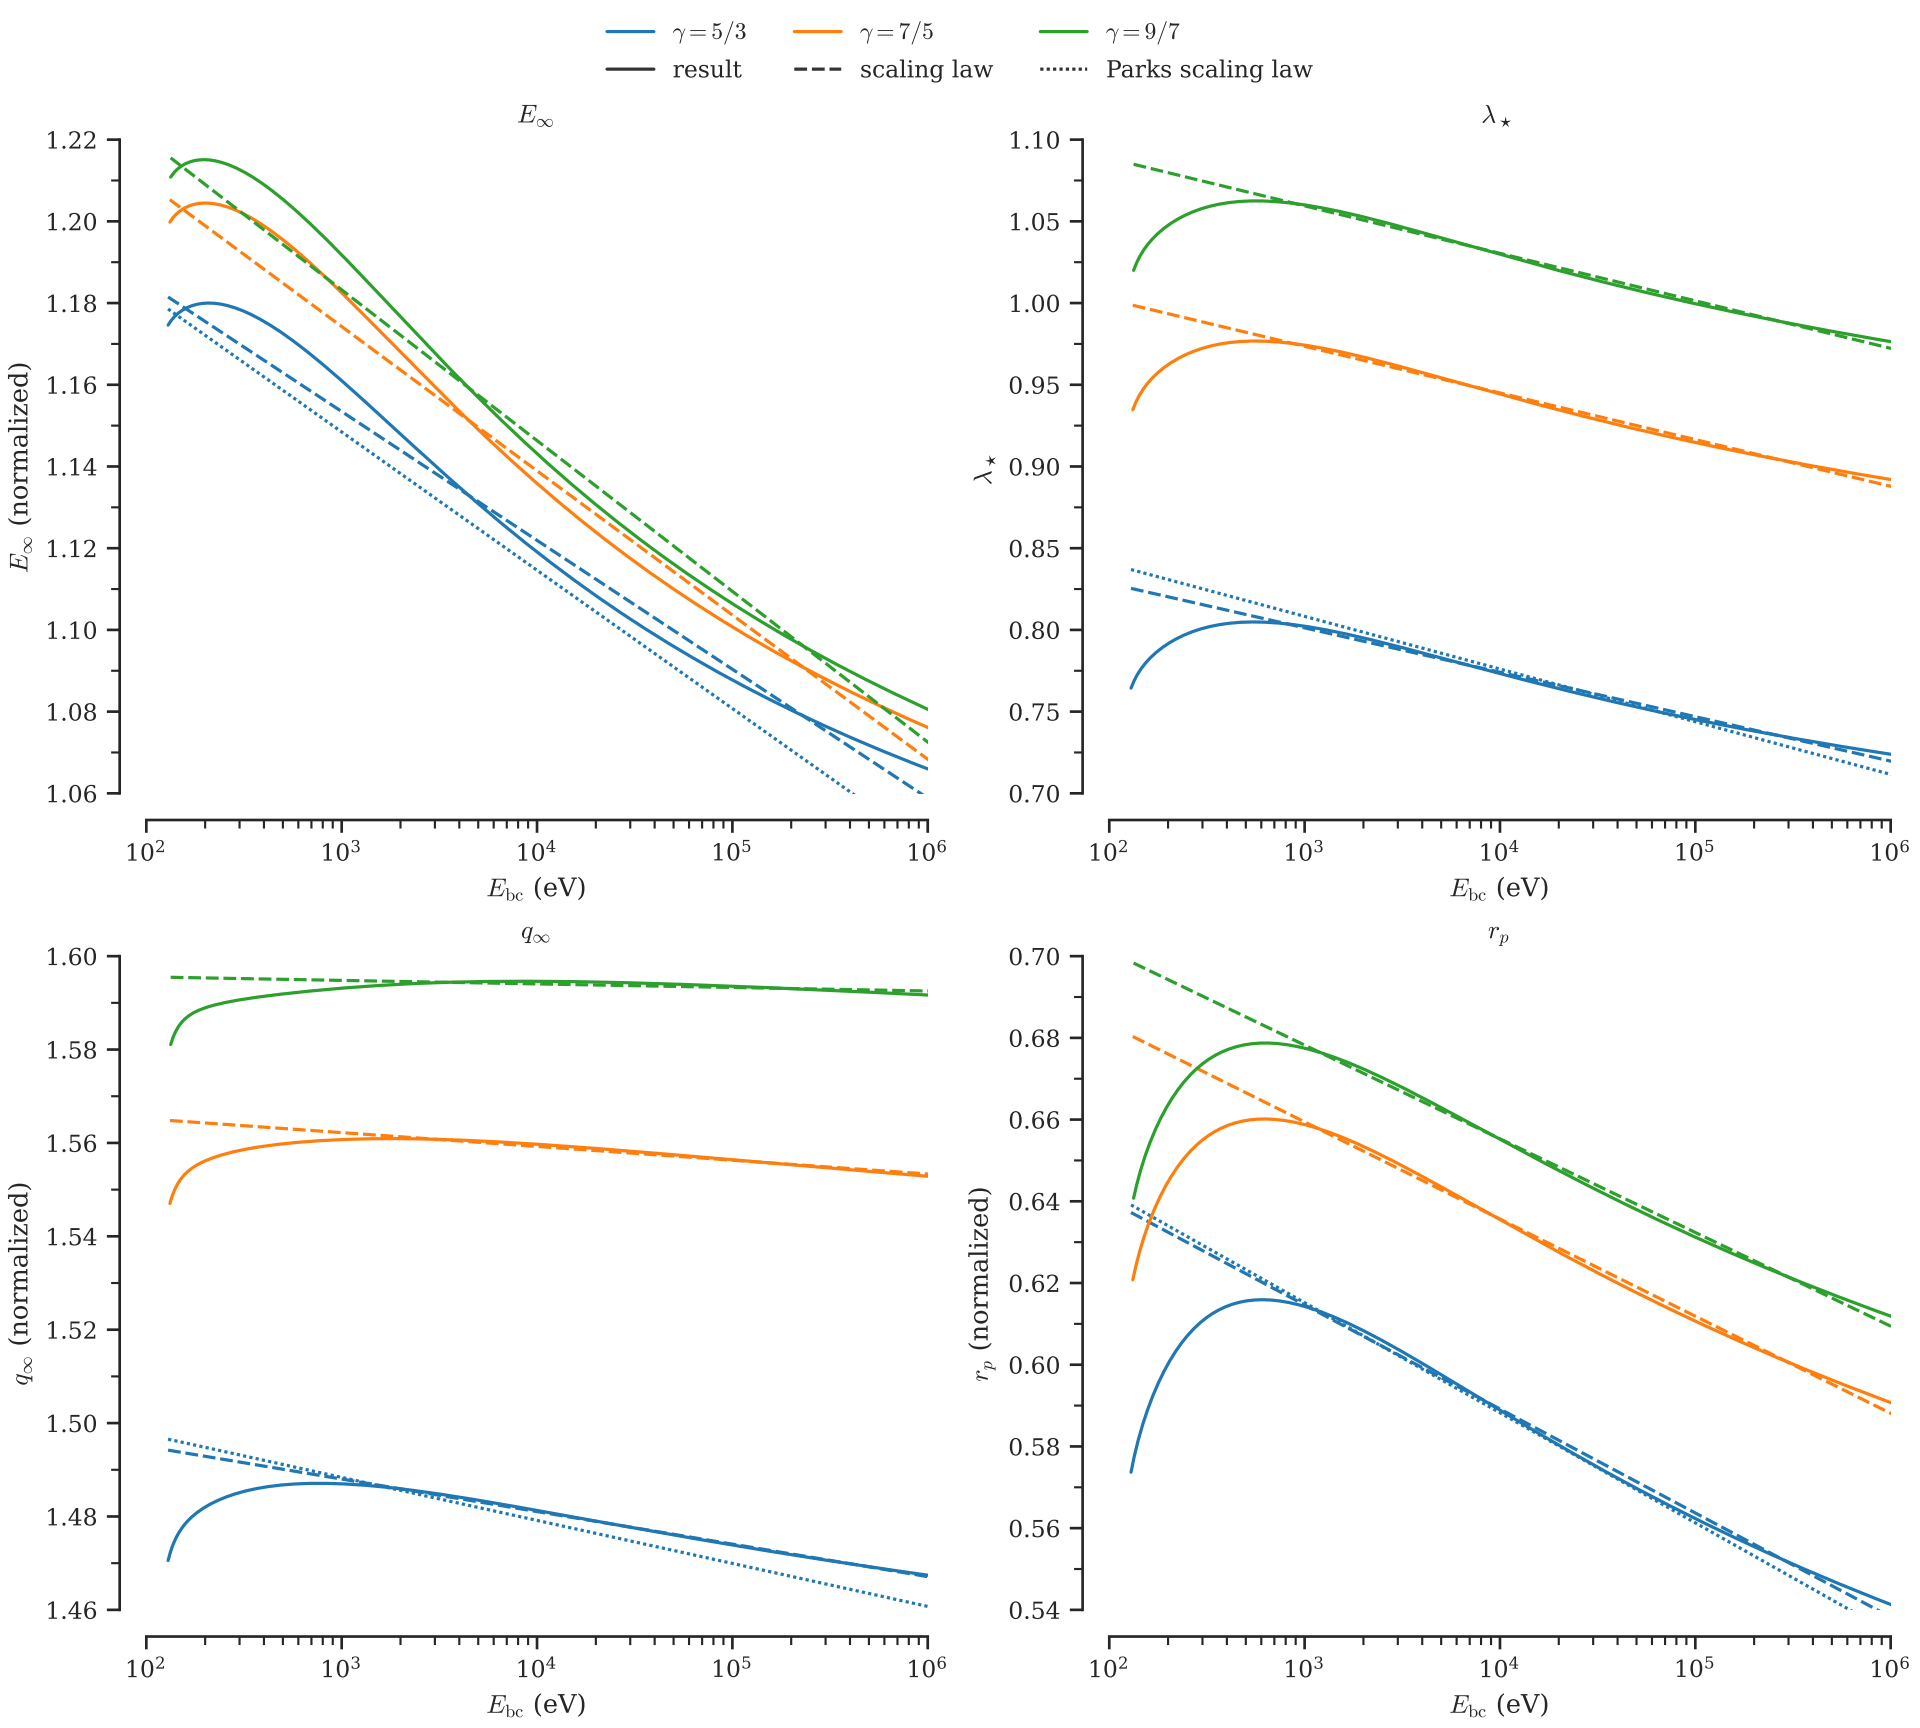 γ = 5/3 γ = 7/5 γ = 9/7
result scaling law Parks scaling law
E∞
1.22
1.20
1.18
1.16
1.14
1.12
1.10
1.08
1.06
E∞ (normalized)
10² 10³ 10⁴ 10⁵ 10⁶
E_bc (eV)
λ⋆
1.10
1.05
1.00
0.95
0.90
0.85
0.80
0.75
0.70
λ⋆
10² 10³ 10⁴ 10⁵ 10⁶
E_bc (eV)
q∞
1.60
1.58
1.56
1.54
1.52
1.50
1.48
1.46
q∞ (normalized)
10² 10³ 10⁴ 10⁵ 10⁶
E_bc (eV)
r_p
0.70
0.68
0.66
0.64
0.62
0.60
0.58
0.56
0.54
r_p (normalized)
10² 10³ 10⁴ 10⁵ 10⁶
E_bc (eV)